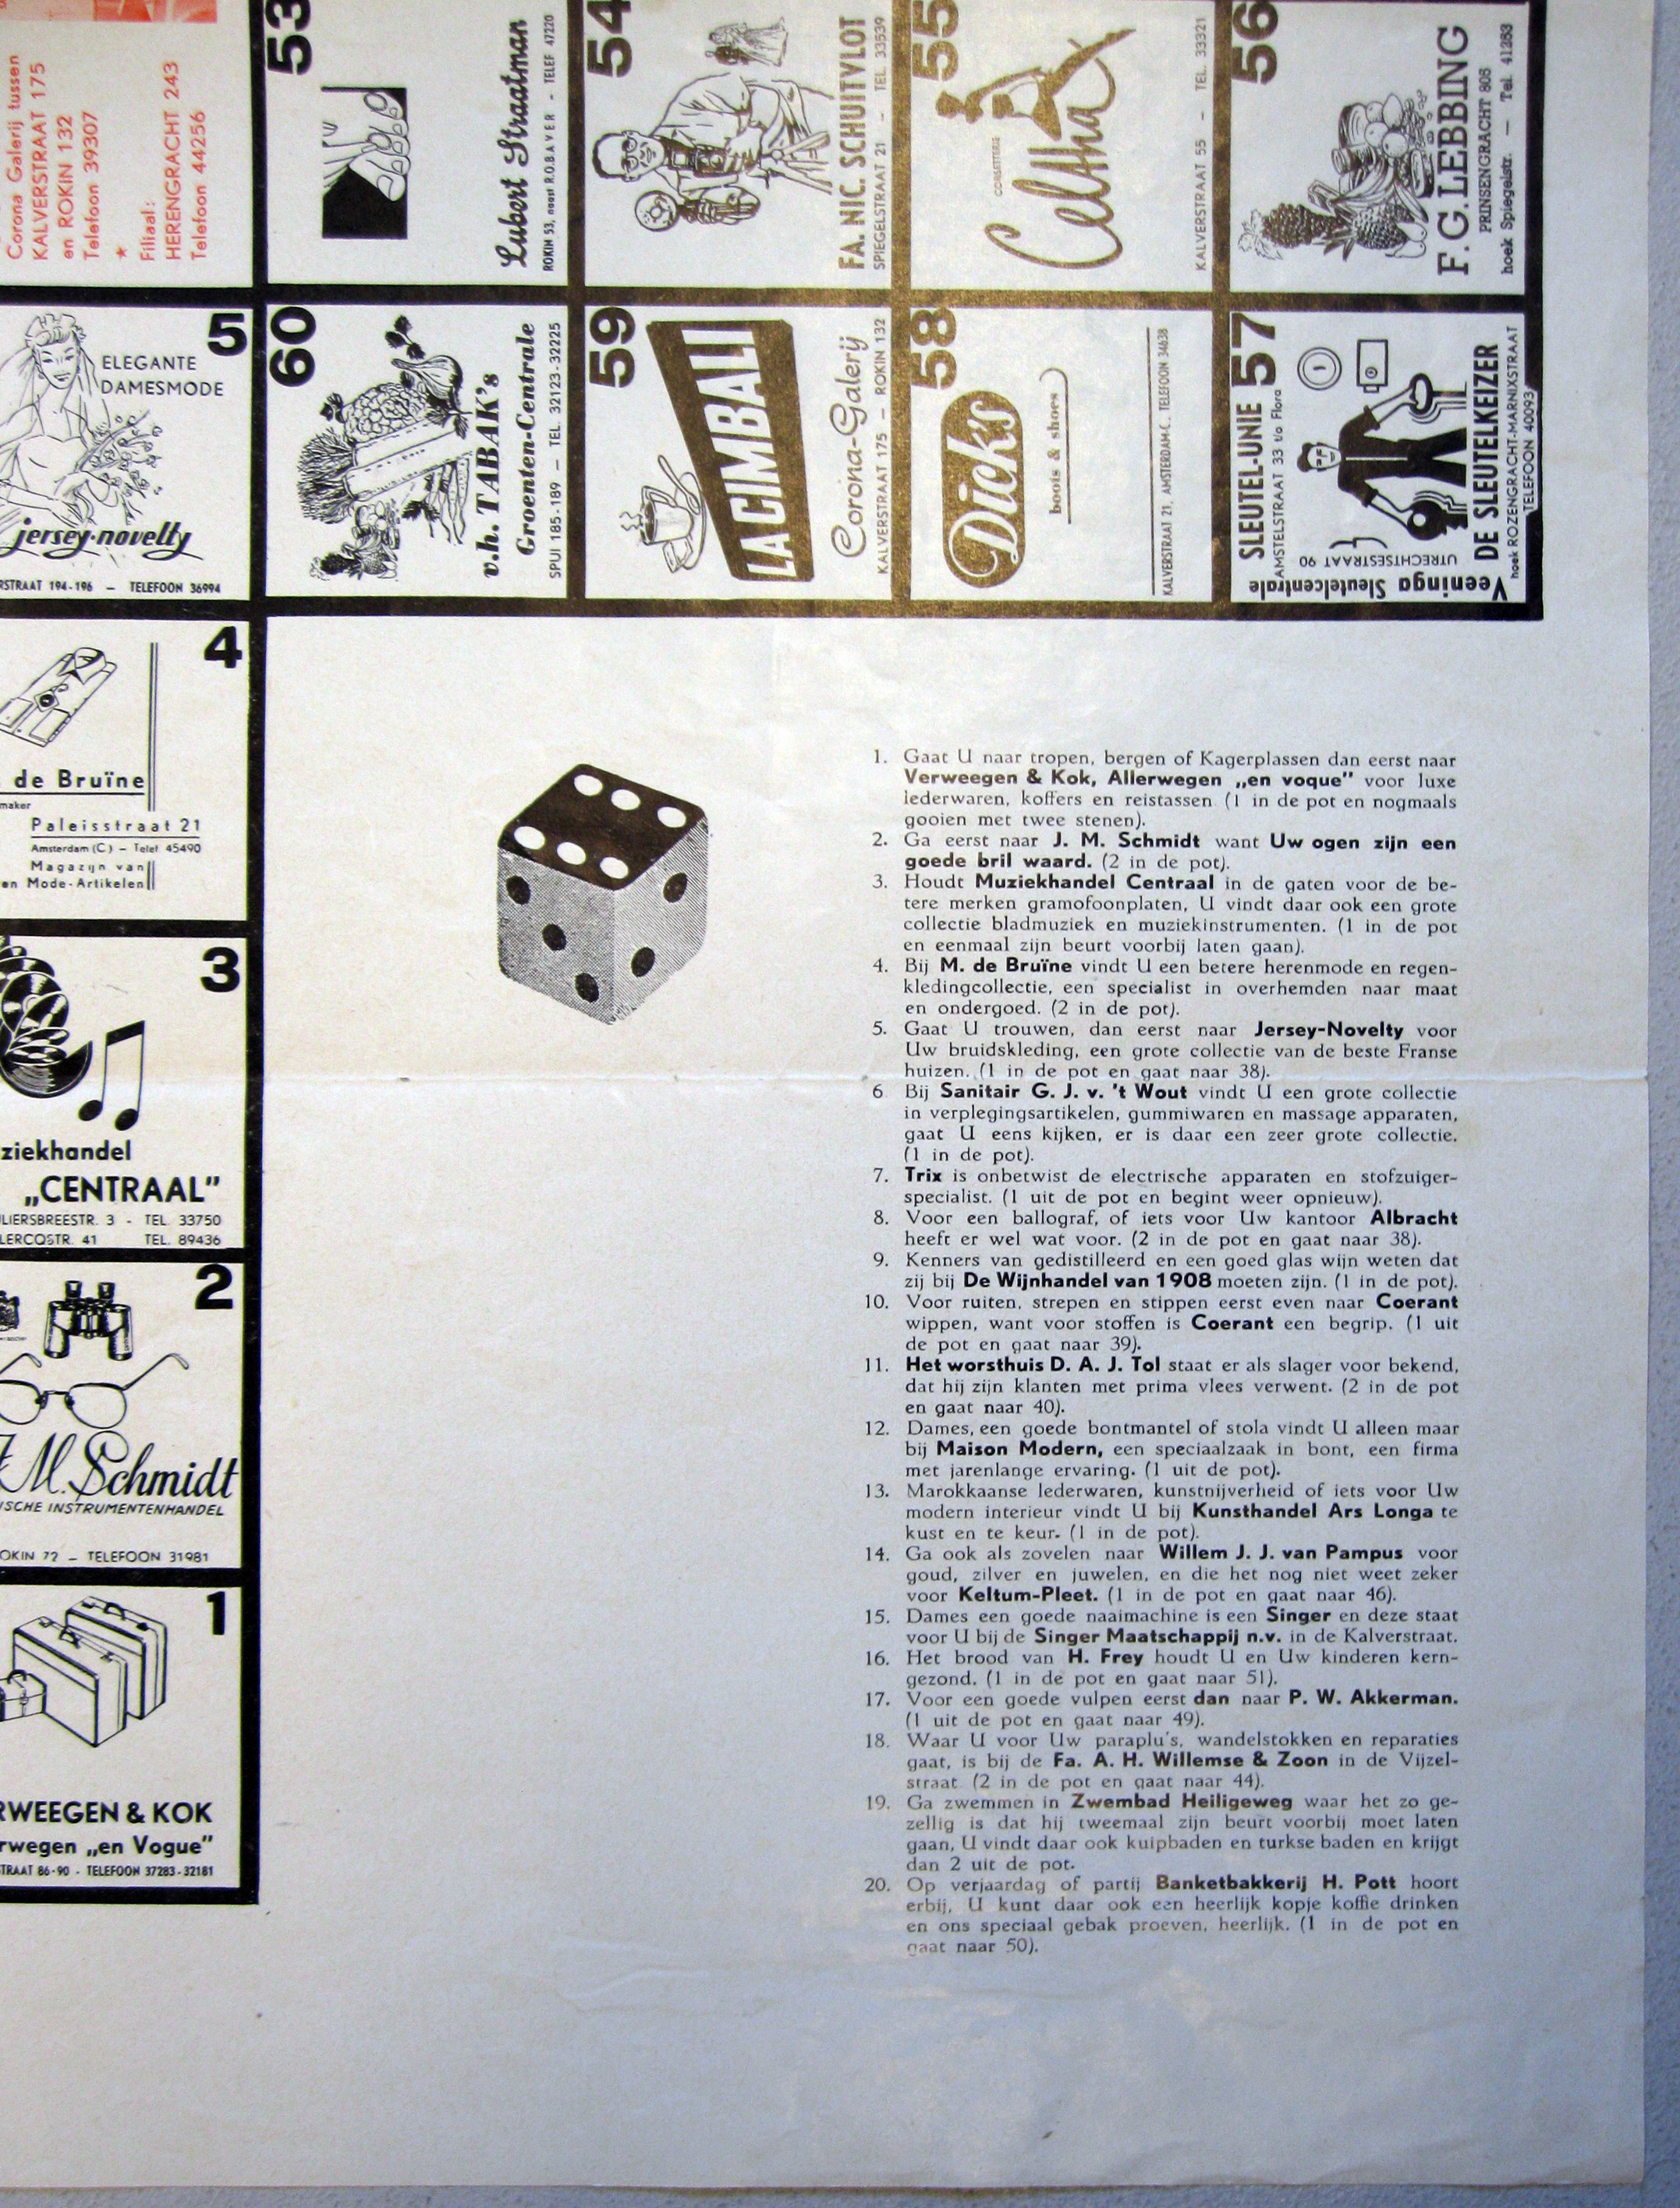 Corona Galerij tussen
KALVERSTRAAT 175
en ROKIN 132
Telefoon 39307
★
Filiaal:
HERENGRACHT 243
Telefoon 44256
53
Lubert Straatman
ROKIN 53, naast R.O.B.A VER - TELEF 47220
54
FA. NIC. SCHUITVLOT
SPIEGELSTRAAT 21 - TEL. 33539
55
CORSETTERIE
Celtha
KALVERSTRAAT 55 - TEL. 33321
56
F. G. LEBBING
PRINSENGRACHT 808
hoek Spiegelstr. — Tel. 41283
5
ELEGANTE
DAMESMODE
jersey-novelty
RSTRAAT 194-196 — TELEFOON 36994
60
v.h. TABAK's
Groenten-Centrale
SPUI 185-189 — TEL. 32123-32225
59
LA CIMBALI
Corona-Galerij
KALVERSTRAAT 175 — ROKIN 132
58
Dick's
boots & shoes
KALVERSTRAAT 21, AMSTERDAM-C., TELEFOON 34638
57
SLEUTEL-UNIE
AMSTELSTRAAT 33 t/o Flora
UTRECHTSESTRAAT 90
Veeninga Sleutelcentrale
DE SLEUTELKEIZER
hoek ROZENGRACHT-MARNIXSTRAAT
TELEFOON 40093
4
de Bruïne
maker
Paleisstraat 21
Amsterdam (C) – Telef 45490
Magazijn van
en Mode-Artikelen
3
ziekhandel
„CENTRAAL”
LIERSBREESTR. 3 - TEL. 33750
LERCQSTR. 41 TEL. 89436
2
M. Schmidt
ISCHE INSTRUMENTENHANDEL
OKIN 72 — TELEFOON 31981
1
RWEEGEN & KOK
rwegen „en Vogue”
TRAAT 86-90 - TELEFOON 37283-32181
1. Gaat U naar tropen, bergen of Kagerplassen dan eerst naar
Verweegen & Kok, Allerwegen „en voque” voor luxe
lederwaren, koffers en reistassen (1 in de pot en nogmaals
gooien met twee stenen).
2. Ga eerst naar J. M. Schmidt want Uw ogen zijn een
goede bril waard. (2 in de pot).
3. Houdt Muziekhandel Centraal in de gaten voor de be-
tere merken gramofoonplaten, U vindt daar ook een grote
collectie bladmuziek en muziekinstrumenten. (1 in de pot
en eenmaal zijn beurt voorbij laten gaan).
4. Bij M. de Bruïne vindt U een betere herenmode en regen-
kledingcollectie, een specialist in overhemden naar maat
en ondergoed. (2 in de pot).
5. Gaat U trouwen, dan eerst naar Jersey-Novelty voor
Uw bruidskleding, een grote collectie van de beste Franse
huizen. (1 in de pot en gaat naar 38).
6 Bij Sanitair G. J. v. 't Wout vindt U een grote collectie
in verplegingsartikelen, gummiwaren en massage apparaten,
gaat U eens kijken, er is daar een zeer grote collectie.
(1 in de pot).
7. Trix is onbetwist de electrische apparaten en stofzuiger-
specialist. (1 uit de pot en begint weer opnieuw).
8. Voor een ballograf, of iets voor Uw kantoor Albracht
heeft er wel wat voor. (2 in de pot en gaat naar 38).
9. Kenners van gedistilleerd en een goed glas wijn weten dat
zij bij De Wijnhandel van 1908 moeten zijn. (1 in de pot).
10. Voor ruiten, strepen en stippen eerst even naar Coerant
wippen, want voor stoffen is Coerant een begrip. (1 uit
de pot en gaat naar 39).
11. Het worsthuis D. A. J. Tol staat er als slager voor bekend,
dat hij zijn klanten met prima vlees verwent. (2 in de pot
en gaat naar 40).
12. Dames, een goede bontmantel of stola vindt U alleen maar
bij Maison Modern, een speciaalzaak in bont, een firma
met jarenlange ervaring. (1 uit de pot).
13. Marokkaanse lederwaren, kunstnijverheid of iets voor Uw
modern interieur vindt U bij Kunsthandel Ars Longa te
kust en te keur. (1 in de pot).
14. Ga ook als zovelen naar Willem J. J. van Pampus voor
goud, zilver en juwelen, en die het nog niet weet zeker
voor Keltum-Pleet. (1 in de pot en gaat naar 46).
15. Dames een goede naaimachine is een Singer en deze staat
voor U bij de Singer Maatschappij n.v. in de Kalverstraat.
16. Het brood van H. Frey houdt U en Uw kinderen kern-
gezond. (1 in de pot en gaat naar 51).
17. Voor een goede vulpen eerst dan naar P. W. Akkerman.
(1 uit de pot en gaat naar 49).
18. Waar U voor Uw paraplu's, wandelstokken en reparaties
gaat, is bij de Fa. A. H. Willemse & Zoon in de Vijzel-
straat (2 in de pot en gaat naar 44).
19. Ga zwemmen in Zwembad Heiligeweg waar het zo ge-
zellig is dat hij tweemaal zijn beurt voorbij moet laten
gaan, U vindt daar ook kuipbaden en turkse baden en krijgt
dan 2 uit de pot.
20. Op verjaardag of partij Banketbakkerij H. Pott hoort
erbij, U kunt daar ook een heerlijk kopje koffie drinken
en ons speciaal gebak proeven, heerlijk. (1 in de pot en
gaat naar 50).